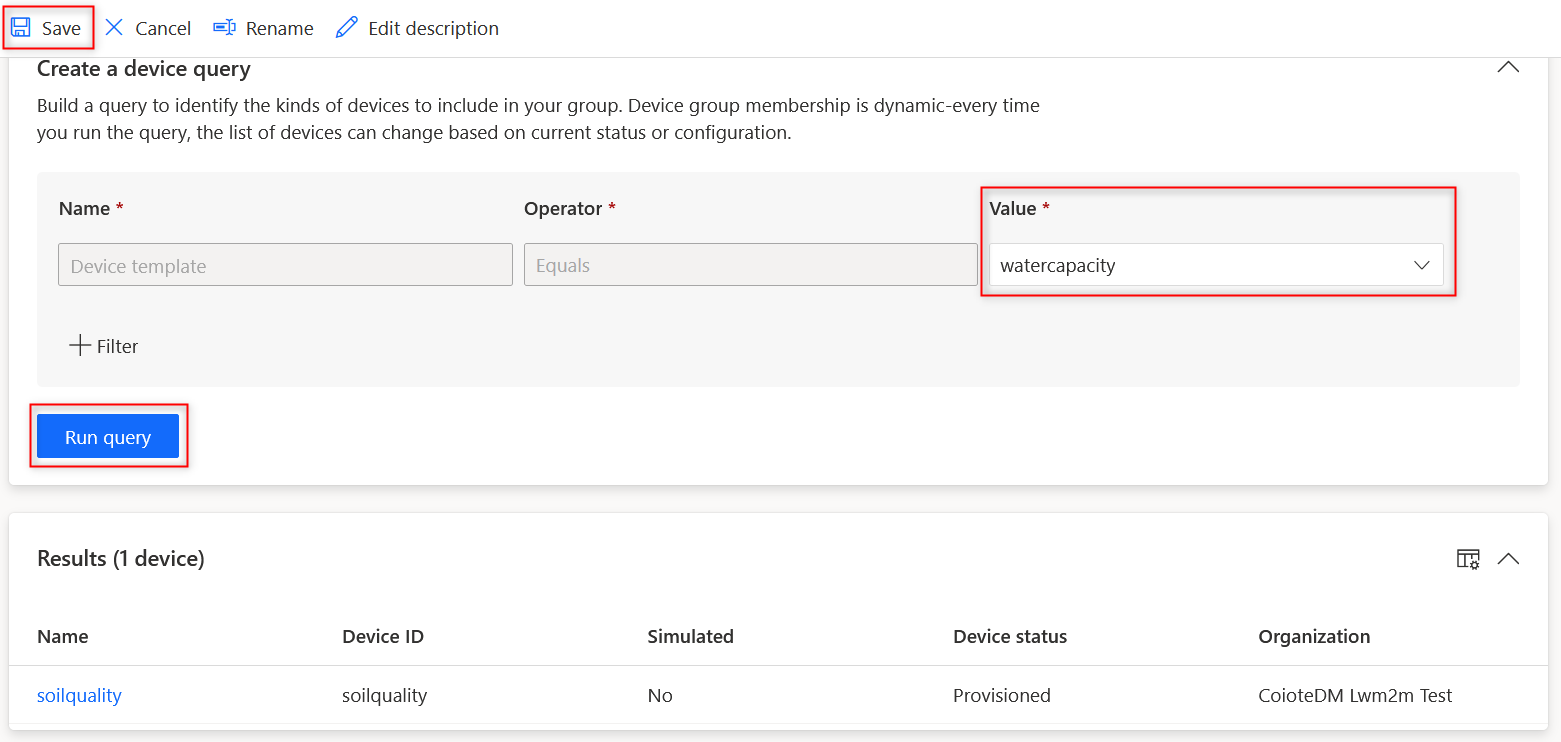 Save Cancel Rename Edit description
Create a device query
Build a query to identify the kinds of devices to include in your group. Device group membership is dynamic-every time
you run the query, the list of devices can change based on current status or configuration.
Name * Operator * Value *
Device template Equals watercapacity
Filter
Run query
Results (1 device)
Name Device ID Simulated Device status Organization
soilquality soilquality No Provisioned CoioteDM Lwm2m Test